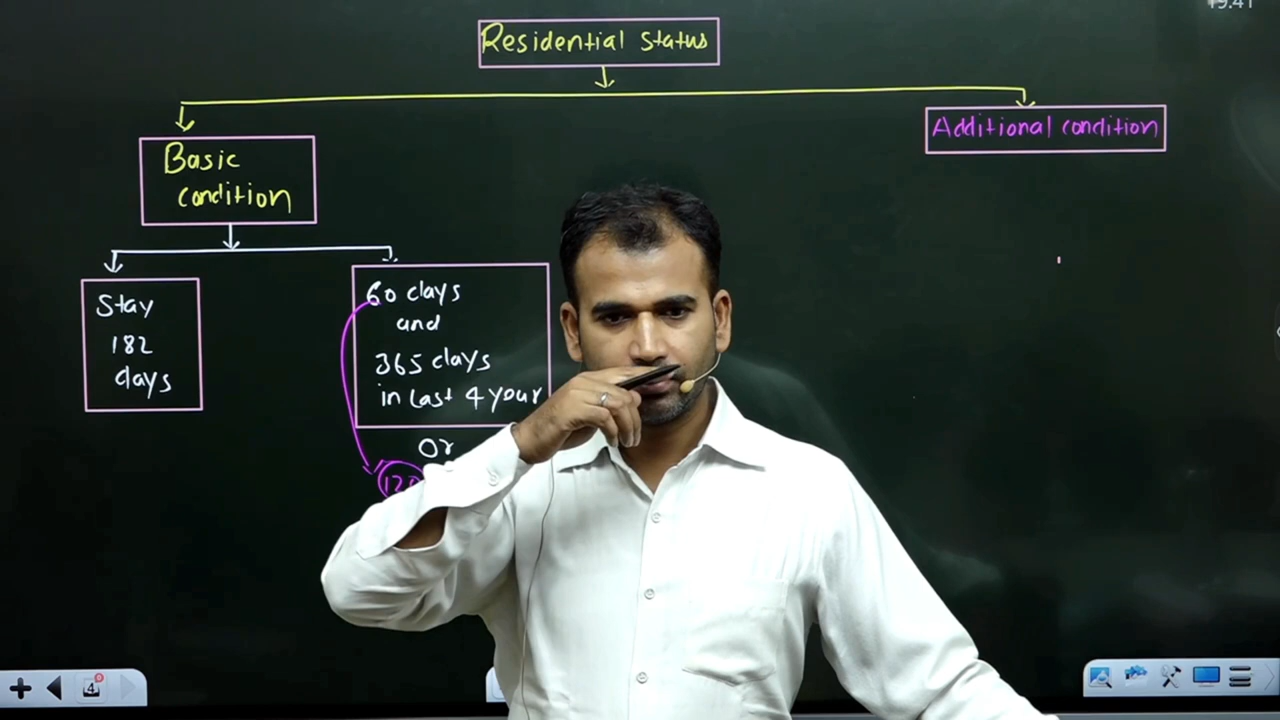 Residential status
Additional condition
Basic
condition
Stay
182
days
60 days
and
365 days
in last 4 year
Or
4